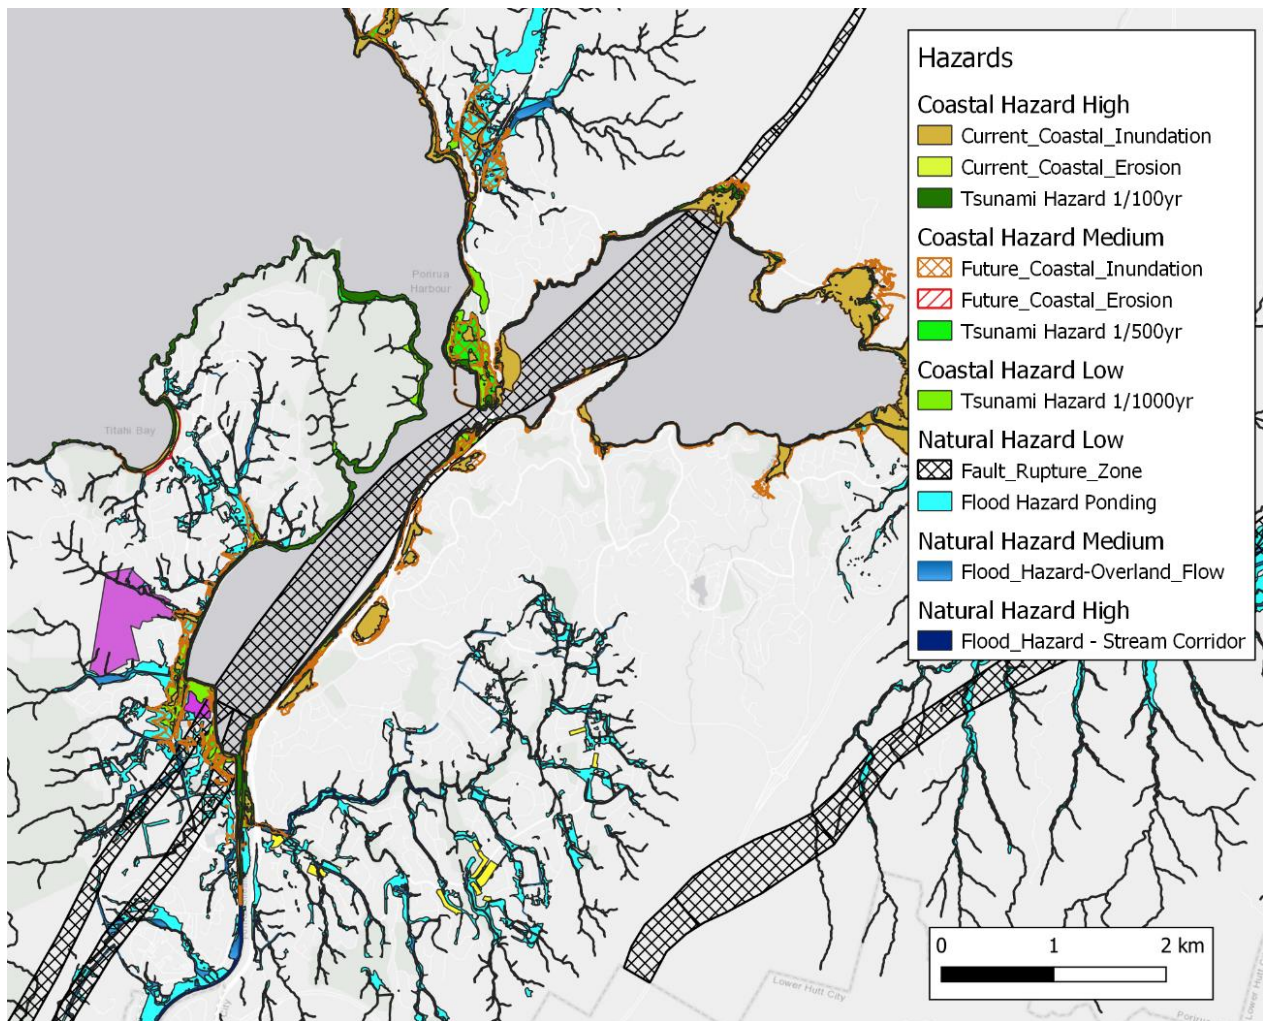 Hazards
Coastal Hazard High
Current_Coastal_Inundation
Current_Coastal_Erosion
Tsunami Hazard 1/100yr
Coastal Hazard Medium
Future_Coastal_Inundation
Future_Coastal_Erosion
Tsunami Hazard 1/500yr
Coastal Hazard Low
Tsunami Hazard 1/1000yr
Natural Hazard Low
Fault_Rupture_Zone
Flood Hazard Ponding
Natural Hazard Medium
Flood_Hazard-Overland_Flow
Natural Hazard High
Flood_Hazard - Stream Corridor
Porirua
Harbour
Titahi Bay
0 1 2 km
Lower Hutt City